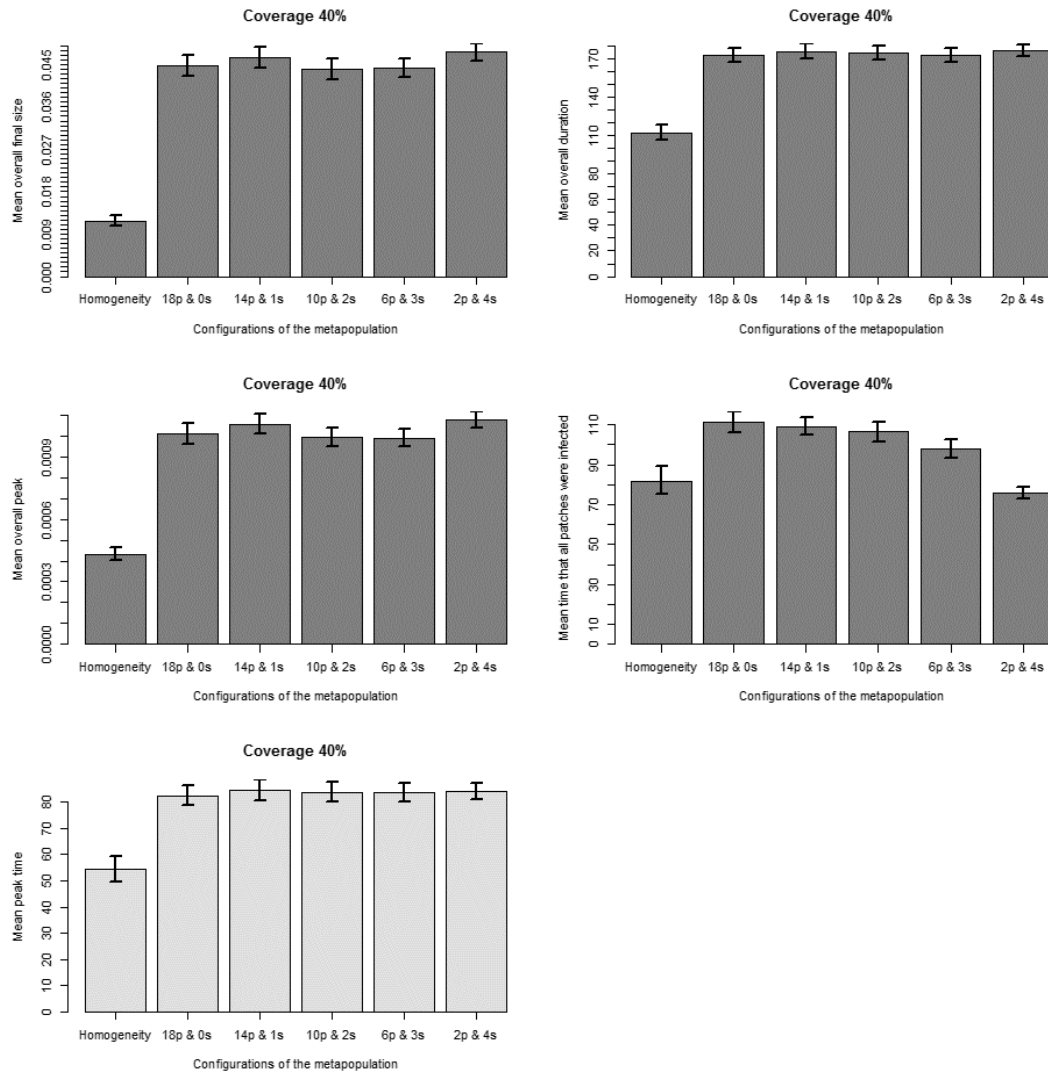 Coverage 40%
Mean overall final size
0.045
0.036
0.027
0.018
0.009
0.000
Homogeneity 18p & 0s 14p & 1s 10p & 2s 6p & 3s 2p & 4s
Configurations of the metapopulation
Coverage 40%
Mean overall duration
170
140
110
80
60
40
20
0
Homogeneity 18p & 0s 14p & 1s 10p & 2s 6p & 3s 2p & 4s
Configurations of the metapopulation
Coverage 40%
Mean overall peak
0.0009
0.0006
0.0003
0.0000
Homogeneity 18p & 0s 14p & 1s 10p & 2s 6p & 3s 2p & 4s
Configurations of the metapopulation
Coverage 40%
Mean time that all patches were infected
110
90
70
50
30
10
0
Homogeneity 18p & 0s 14p & 1s 10p & 2s 6p & 3s 2p & 4s
Configurations of the metapopulation
Coverage 40%
Mean peak time
80
70
60
50
40
30
20
10
0
Homogeneity 18p & 0s 14p & 1s 10p & 2s 6p & 3s 2p & 4s
Configurations of the metapopulation